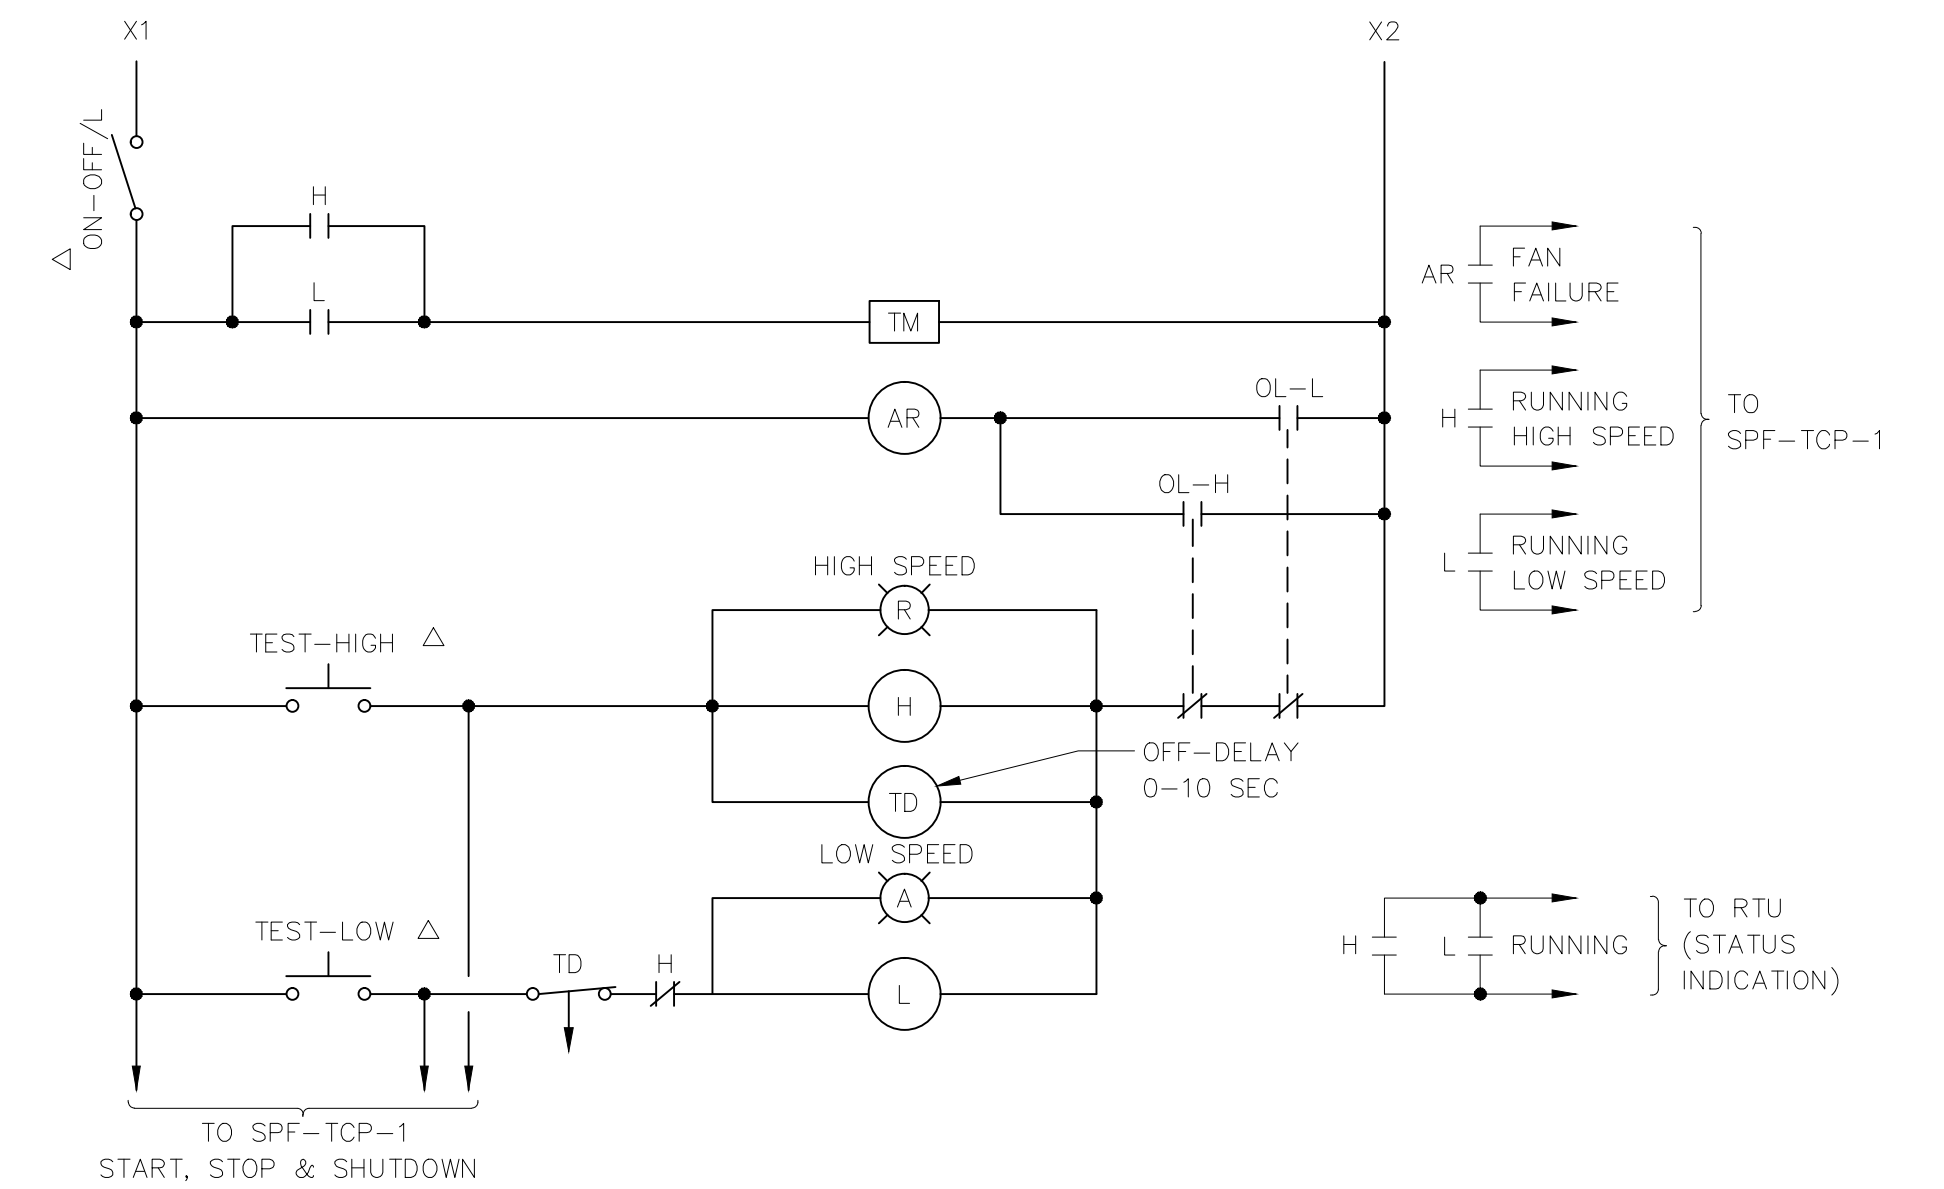 X1
X2
ON-OFF/L
H
L
TM
AR
OL-L
OL-H
HIGH SPEED
R
TEST-HIGH
H
OFF-DELAY
0-10 SEC
TD
LOW SPEED
A
TEST-LOW
TD
H
L
TO SPF-TCP-1
START, STOP & SHUTDOWN
AR
FAN
FAILURE
H
RUNNING
HIGH SPEED
L
RUNNING
LOW SPEED
TO
SPF-TCP-1
H
L
RUNNING
TO RTU
(STATUS
INDICATION)